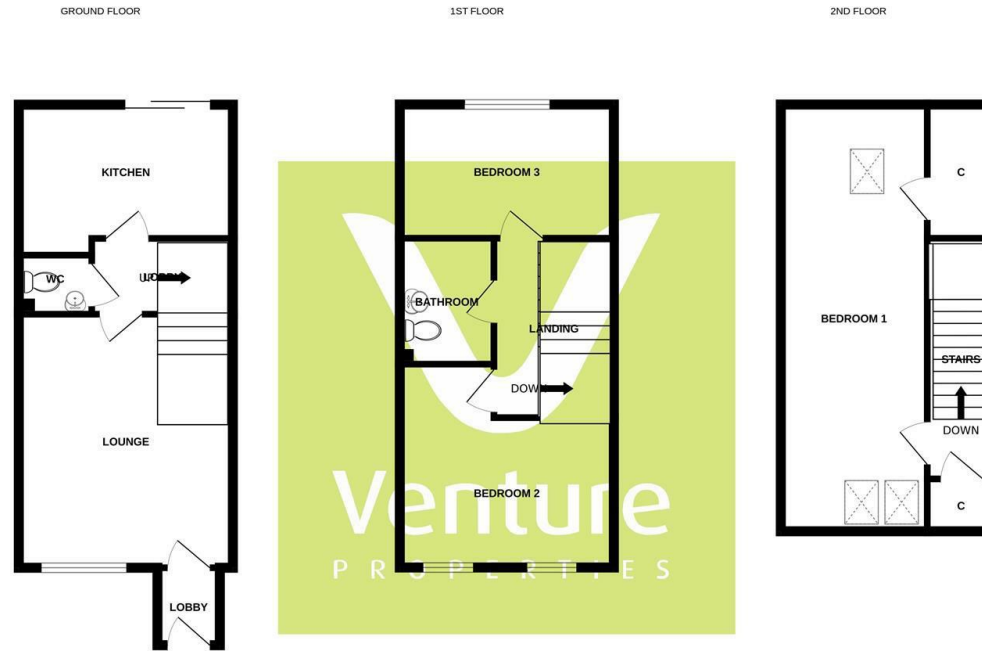 GROUND FLOOR
KITCHEN
WC
LOUNGE
LOBBY
1ST FLOOR
BEDROOM 3
BATHROOM
LANDING
DOWN
BEDROOM 2
Venture
PROPERTIES
2ND FLOOR
C
BEDROOM 1
STAIRS
DOWN
C